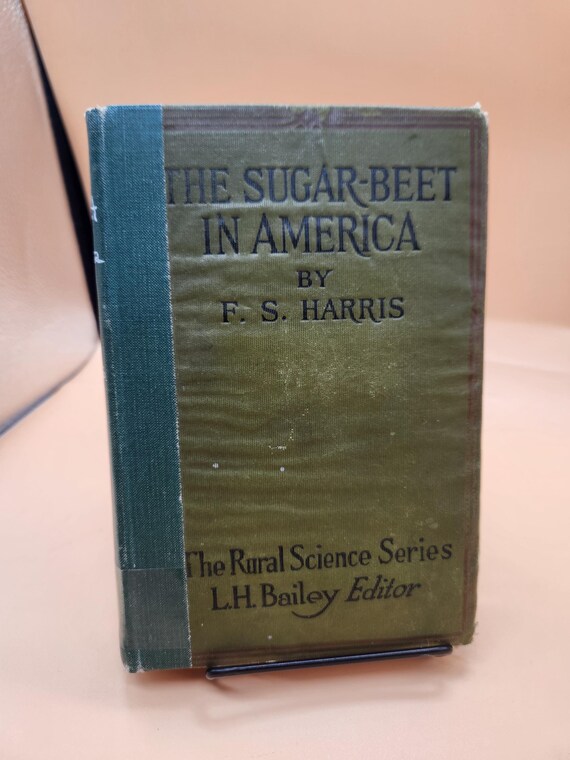 THE SUGAR-BEET
IN AMERICA
BY
F. S. HARRIS
The Rural Science Series
L.H. Bailey Editor